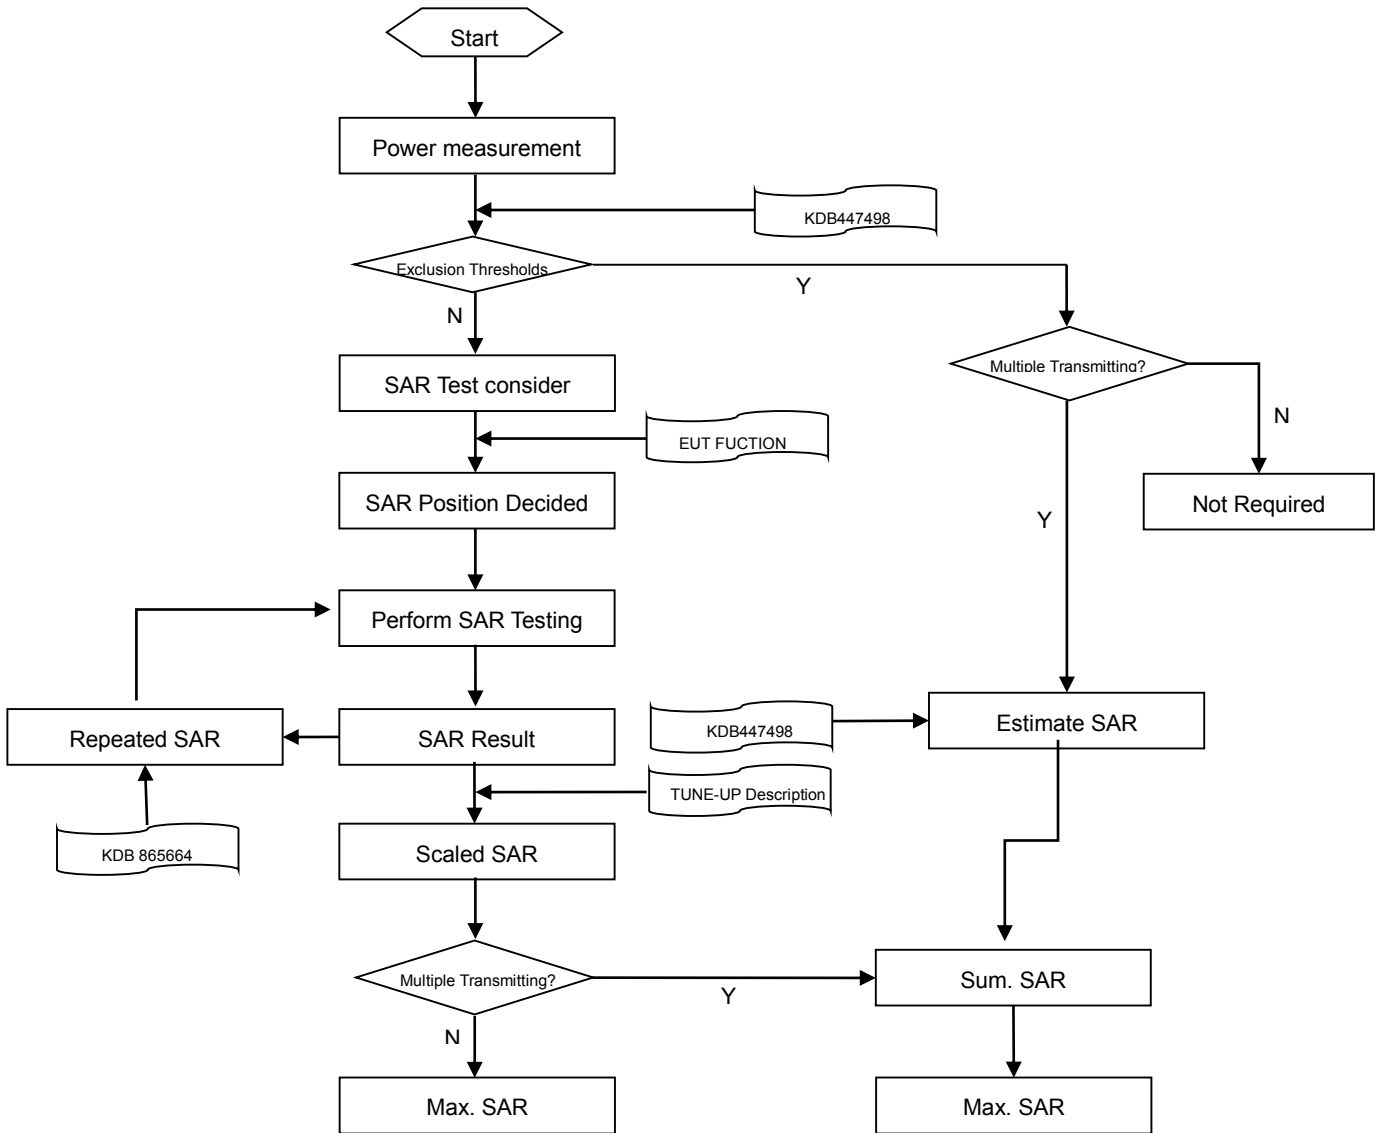 Start
Power measurement
KDB447498
Exclusion Thresholds
Y
N
Multiple Transmitting?
SAR Test consider
N
EUT FUCTION
SAR Position Decided
Not Required
Y
Perform SAR Testing
Repeated SAR
SAR Result
KDB447498
Estimate SAR
TUNE-UP Description
KDB 865664
Scaled SAR
Multiple Transmitting?
Y
Sum. SAR
N
Max. SAR
Max. SAR